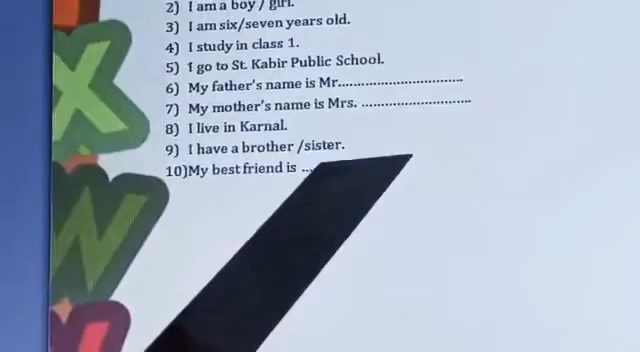 2) I am a boy / girl.
3) I am six/seven years old.
4) I study in class 1.
5) I go to St. Kabir Public School.
6) My father's name is Mr................................
7) My mother's name is Mrs. ............................
8) I live in Karnal.
9) I have a brother /sister.
10)My best friend is ...
X
N